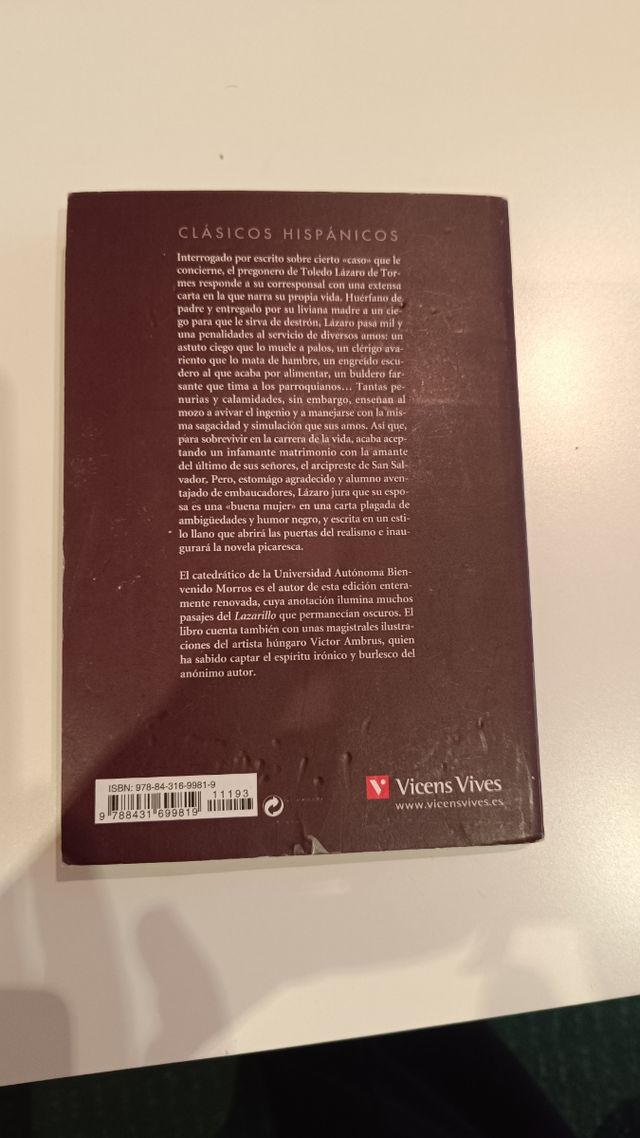 CLÁSICOS HISPÁNICOS
Interrogado por escrito sobre cierto «caso» que le
concierne, el pregonero de Toledo Lázaro de Tor-
mes responde a su corresponsal con una extensa
carta en la que narra su propia vida. Huérfano de
padre y entregado por su liviana madre a un cie-
go para que le sirva de destrón, Lázaro pasa mil y
una penalidades al servicio de diversos amos: un
astuto ciego que lo muele a palos, un clérigo ava-
riento que lo mata de hambre, un engreído escu-
dero al que acaba por alimentar, un buldero far-
sante que tima a los parroquianos... Tantas pe-
nurias y calamidades, sin embargo, enseñan al
mozo a avivar el ingenio y a manejarse con la mis-
ma sagacidad y simulación que sus amos. Así que,
para sobrevivir en la carrera de la vida, acaba acep-
tando un infamante matrimonio con la amante
del último de sus señores, el arcipreste de San Sal-
vador. Pero, estomágo agradecido y alumno aven-
tajado de embaucadores, Lázaro jura que su espo-
sa es una «buena mujer» en una carta plagada de
ambigüedades y humor negro, y escrita en un esti-
lo llano que abrirá las puertas del realismo e inau-
gurará la novela picaresca.
El catedrático de la Universidad Autónoma Bien-
venido Morros es el autor de esta edición entera-
mente renovada, cuya anotación ilumina muchos
pasajes del Lazarillo que permanecían oscuros. El
libro cuenta también con unas magistrales ilustra-
ciones del artista húngaro Victor Ambrus, quien
ha sabido captar el espíritu irónico y burlesco del
anónimo autor.
ISBN: 978-84-316-9981-9
11193
9 788431 699819
Vicens Vives
www.vicensvives.es